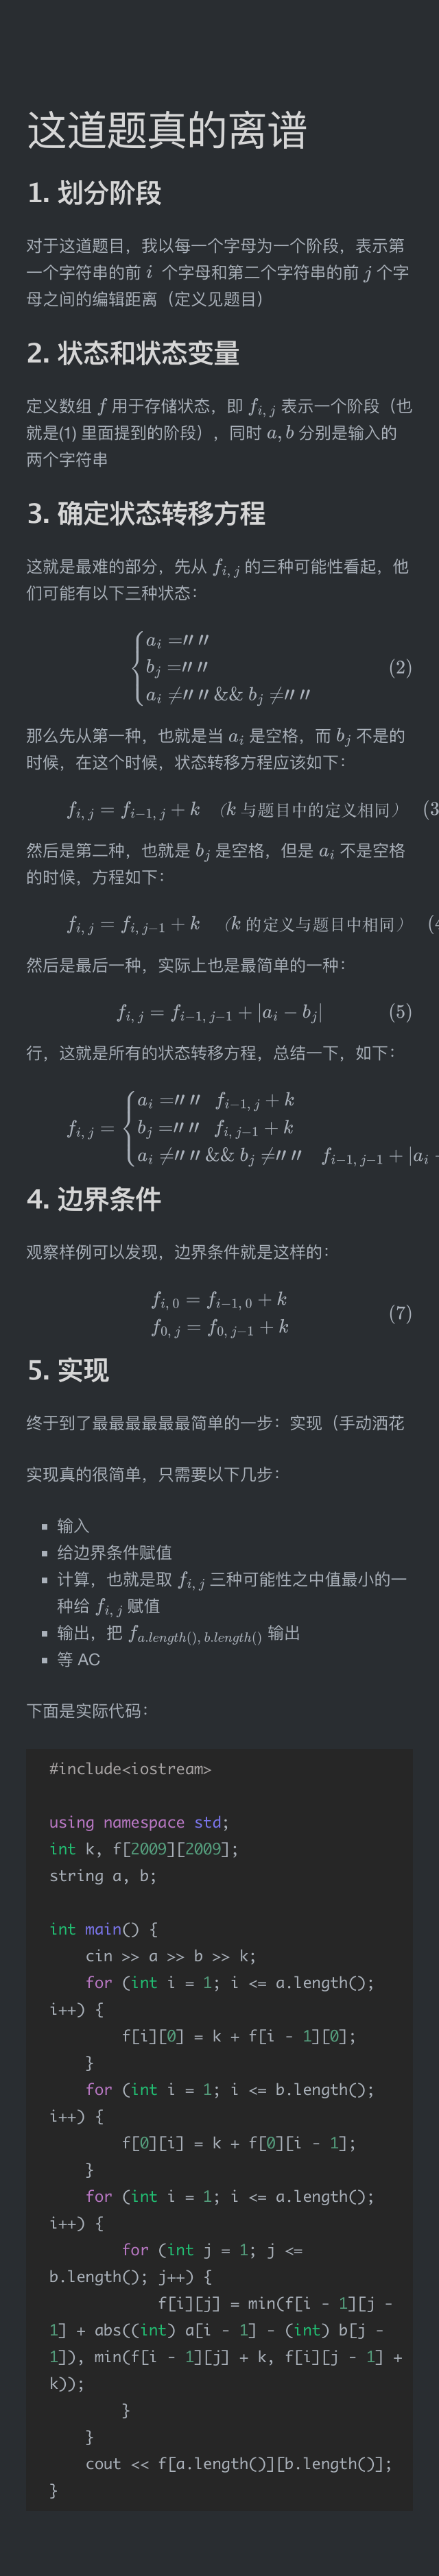 这道题真的离谱
1. 划分阶段
对于这道题目，我以每一个字母为一个阶段，表示第
一个字符串的前 i 个字母和第二个字符串的前 j 个字
母之间的编辑距离（定义见题目）
2. 状态和状态变量
定义数组 f 用于存储状态，即 f_{i,j} 表示一个阶段（也
就是(1) 里面提到的阶段），同时 a, b 分别是输入的
两个字符串
3. 确定状态转移方程
这就是最难的部分，先从 f_{i,j} 的三种可能性看起，他
们可能有以下三种状态：
a_i =″ ″
b_j =″ ″ (2)
a_i ≠″ ″ && b_j ≠″ ″
那么先从第一种，也就是当 a_i 是空格，而 b_j 不是的
时候，在这个时候，状态转移方程应该如下：
f_{i,j} = f_{i−1,j} + k （k 与题目中的定义相同） (3
然后是第二种，也就是 b_j 是空格，但是 a_i 不是空格
的时候，方程如下：
f_{i,j} = f_{i,j−1} + k （k 的定义与题目中相同） (4
然后是最后一种，实际上也是最简单的一种：
f_{i,j} = f_{i−1,j−1} + |a_i − b_j| (5)
行，这就是所有的状态转移方程，总结一下，如下：
a_i =″ ″ f_{i−1,j} + k
f_{i,j} = { b_j =″ ″ f_{i,j−1} + k
a_i ≠″ ″ && b_j ≠″ ″ f_{i−1,j−1} + |a_i −
4. 边界条件
观察样例可以发现，边界条件就是这样的：
f_{i,0} = f_{i−1,0} + k
f_{0,j} = f_{0,j−1} + k (7)
5. 实现
终于到了最最最最最最简单的一步：实现（手动洒花
实现真的很简单，只需要以下几步：
▪ 输入
▪ 给边界条件赋值
▪ 计算，也就是取 f_{i,j} 三种可能性之中值最小的一
种给 f_{i,j} 赋值
▪ 输出，把 f_{a.length(),b.length()} 输出
▪ 等 AC
下面是实际代码：
#include<iostream>
using namespace std;
int k, f[2009][2009];
string a, b;
int main() {
    cin >> a >> b >> k;
    for (int i = 1; i <= a.length();
i++) {
        f[i][0] = k + f[i - 1][0];
    }
    for (int i = 1; i <= b.length();
i++) {
        f[0][i] = k + f[0][i - 1];
    }
    for (int i = 1; i <= a.length();
i++) {
        for (int j = 1; j <=
b.length(); j++) {
            f[i][j] = min(f[i - 1][j -
1] + abs((int) a[i - 1] - (int) b[j -
1]), min(f[i - 1][j] + k, f[i][j - 1] +
k));
        }
    }
    cout << f[a.length()][b.length()];
}